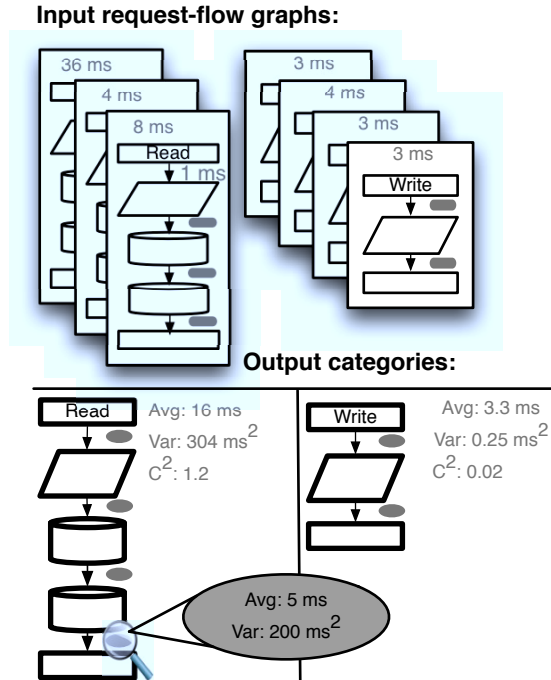 Input request-flow graphs:
36 ms
4 ms
8 ms
Read
1 ms
3 ms
4 ms
3 ms
3 ms
Write
Output categories:
Read
Avg: 16 ms
Var: 304 ms²
C²: 1.2
Write
Avg: 3.3 ms
Var: 0.25 ms²
C²: 0.02
Avg: 5 ms
Var: 200 ms²